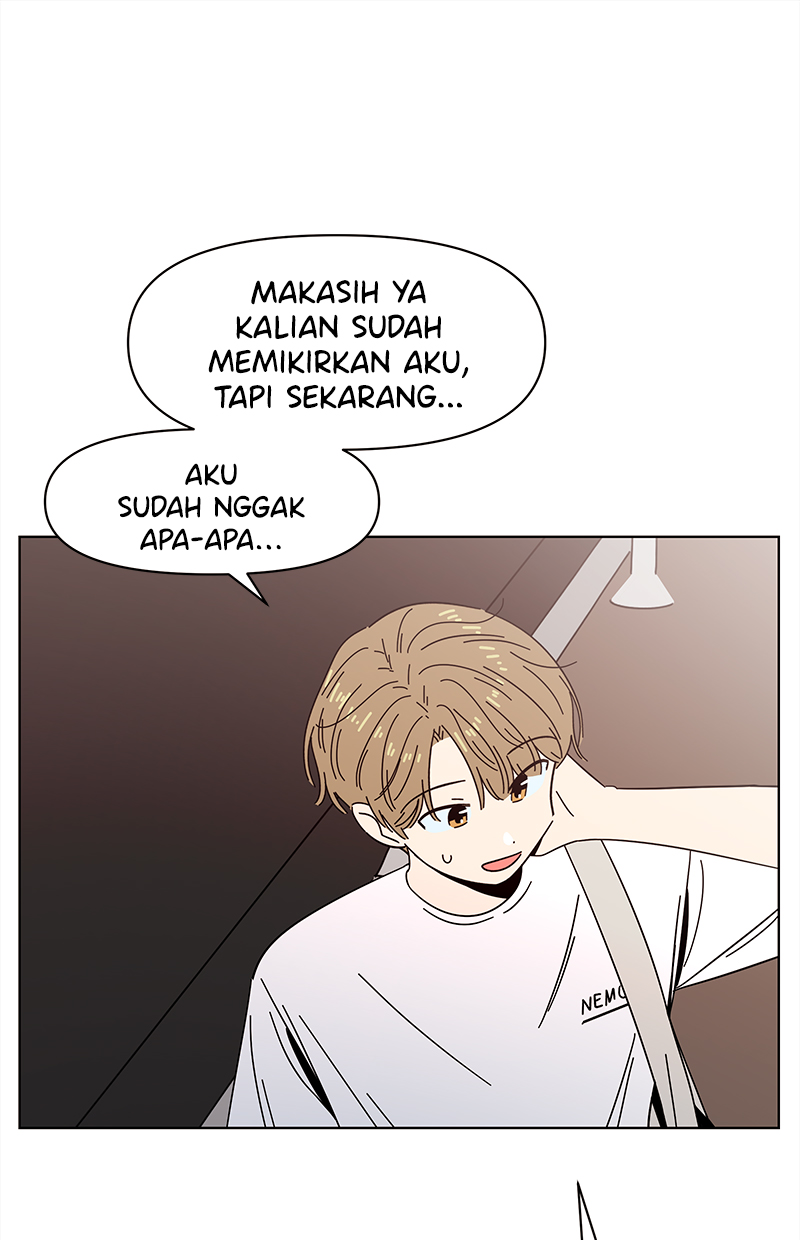 MAKASIH YA
KALIAN SUDAH
MEMIKIRKAN AKU,
TAPI SEKARANG...
AKU
SUDAH NGGAK
APA-APA...
NEMO